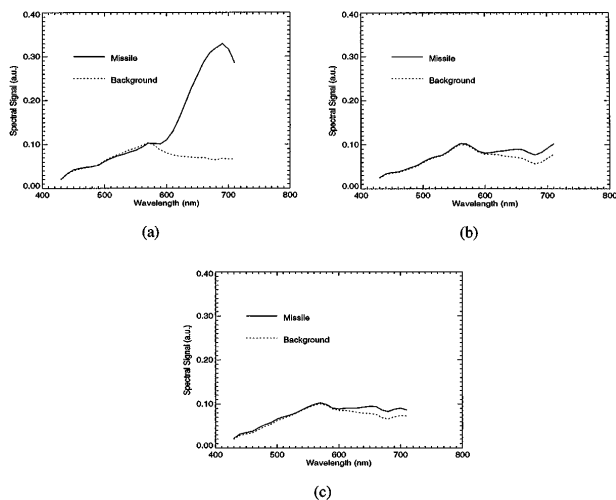 0.40
0.30
0.20
0.10
0.00
Spectral Signal (a.u.)
Missile
Background
400 500 600 700 800
Wavelength (nm)
(a)
0.40
0.30
0.20
0.10
0.00
Spectral Signal (a.u.)
Missile
Background
400 500 600 700 800
Wavelength (nm)
(b)
0.40
0.30
0.20
0.10
0.00
Spectral Signal (a.u.)
Missile
Background
400 500 600 700 800
Wavelength (nm)
(c)